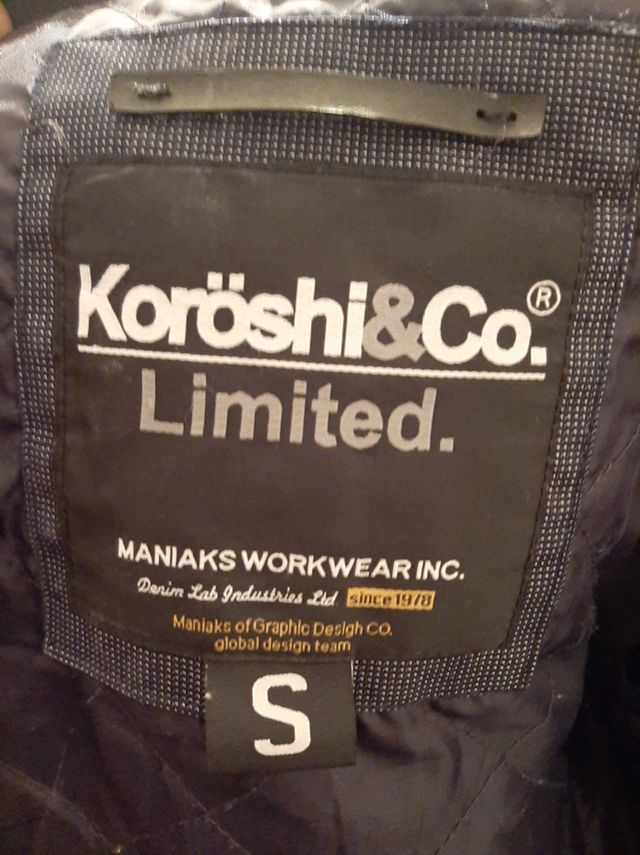 Koröshi&Co.®
Limited.
MANIAKS WORKWEAR INC.
Denim Lab Industries Ltd since 1978
Maniaks of Graphic Desigh CO.
global design team
S